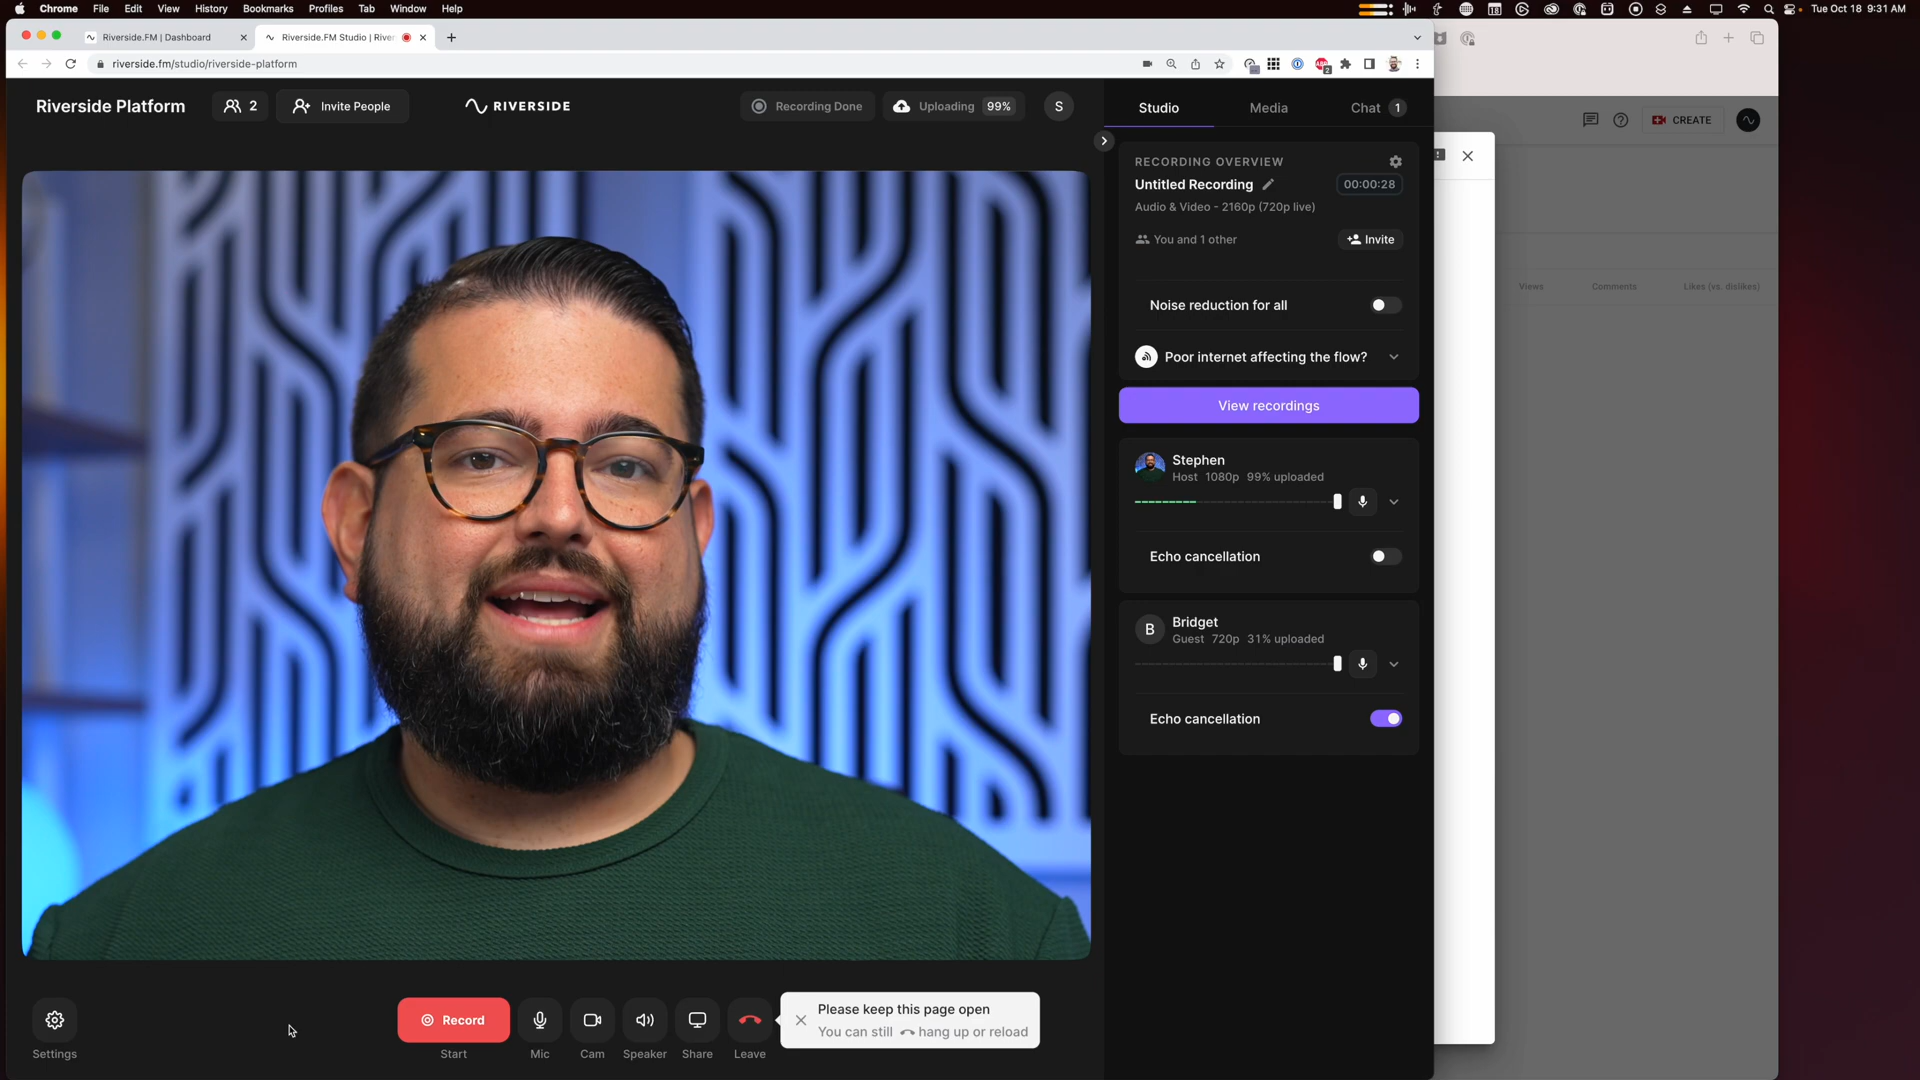 Chrome File Edit View History Bookmarks Profiles Tab Window Help
Tue Oct 18 9:31 AM
Riverside.FM | Dashboard
Riverside.FM Studio | River
riverside.fm/studio/riverside-platform
Riverside Platform
2
Invite People
RIVERSIDE
Recording Done
Uploading 99%
S
Studio
Media
Chat 1
RECORDING OVERVIEW
Untitled Recording
00:00:28
Audio & Video - 2160p (720p live)
You and 1 other
Invite
Noise reduction for all
Poor internet affecting the flow?
View recordings
Stephen
Host 1080p 99% uploaded
Echo cancellation
B
Bridget
Guest 720p 31% uploaded
Echo cancellation
CREATE
Views Comments Likes (vs. dislikes)
Record
Please keep this page open
You can still hang up or reload
Settings
Start
Mic
Cam
Speaker
Share
Leave